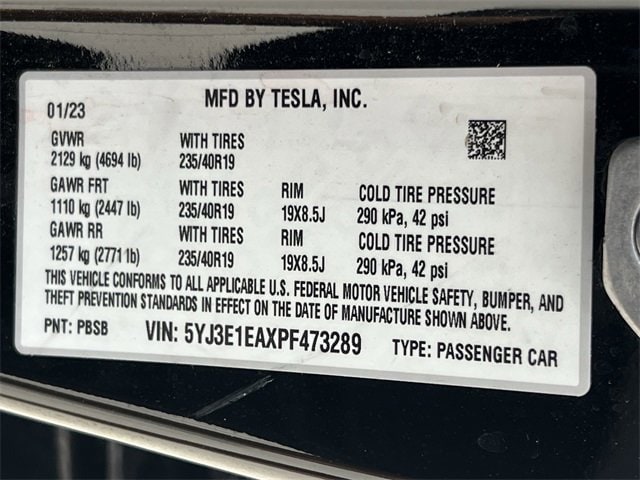 MFD BY TESLA, INC.
01/23
GVWR WITH TIRES
2129 kg (4694 lb) 235/40R19
GAWR FRT WITH TIRES RIM COLD TIRE PRESSURE
1110 kg (2447 lb) 235/40R19 19X8.5J 290 kPa, 42 psi
GAWR RR WITH TIRES RIM COLD TIRE PRESSURE
1257 kg (2771 lb) 235/40R19 19X8.5J 290 kPa, 42 psi
THIS VEHICLE CONFORMS TO ALL APPLICABLE U.S. FEDERAL MOTOR VEHICLE SAFETY, BUMPER, AND
THEFT PREVENTION STANDARDS IN EFFECT ON THE DATE OF MANUFACTURE SHOWN ABOVE.
PNT: PBSB VIN: 5YJ3E1EAXPF473289 TYPE: PASSENGER CAR